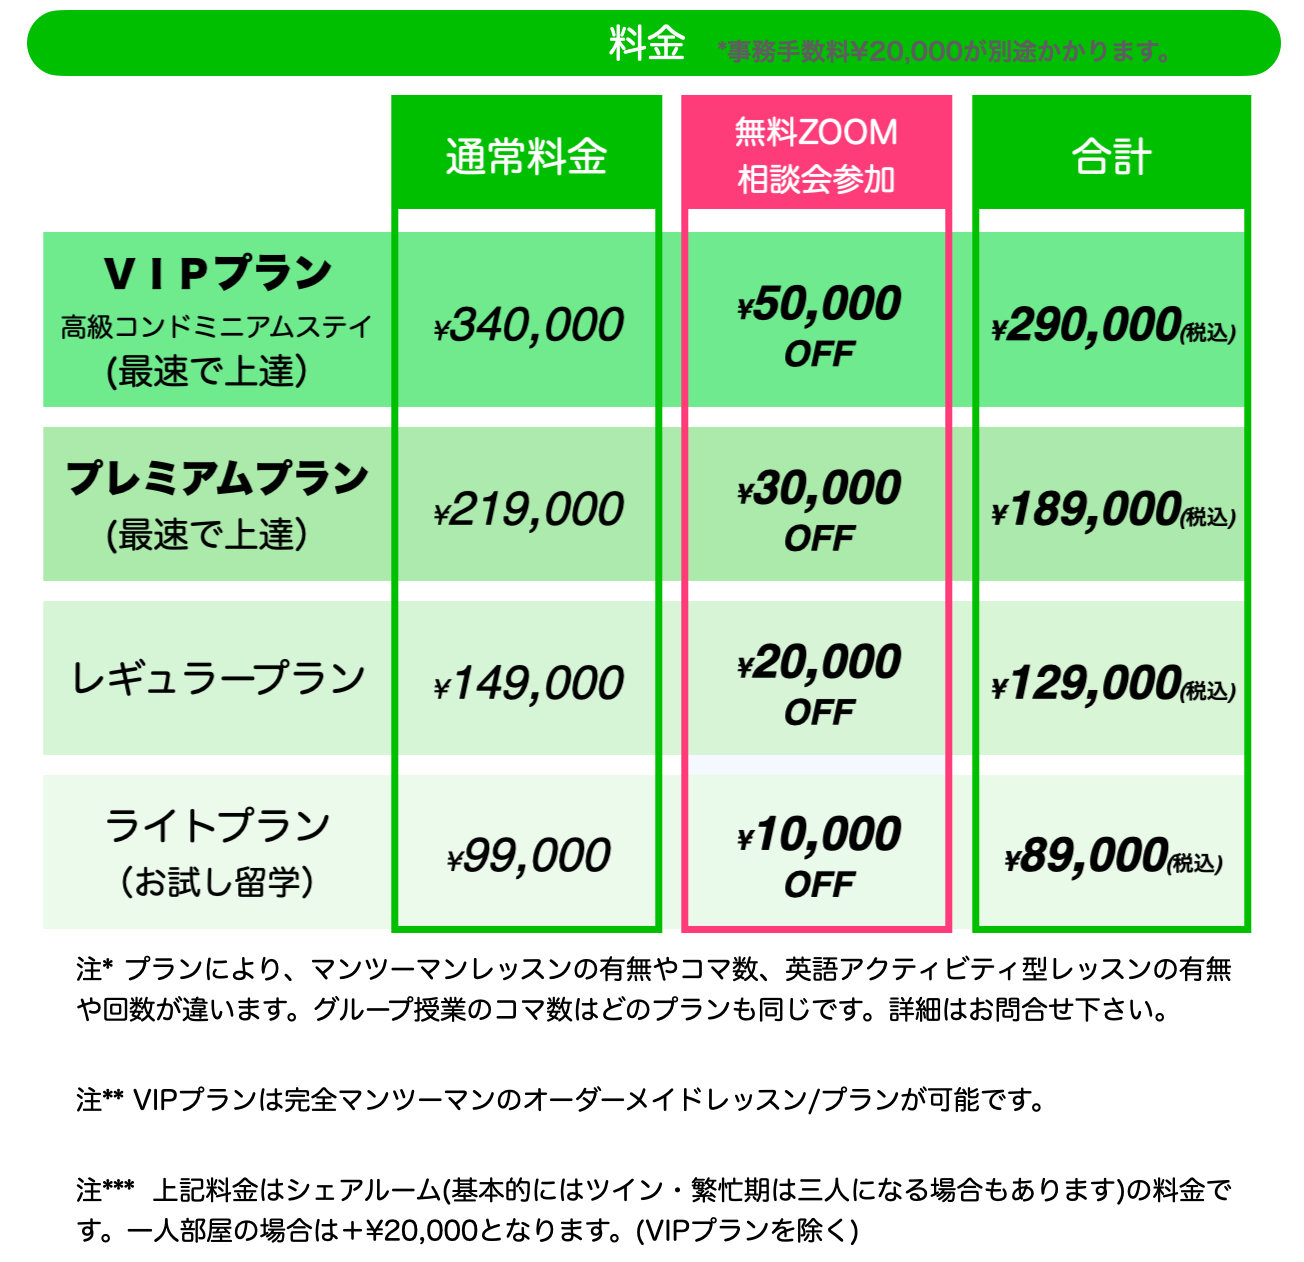 料金 *事務手数料¥20,000が別途かかります。
通常料金
無料ZOOM
相談会参加
合計
ＶＩＰプラン
高級コンドミニアムステイ
(最速で上達）
¥340,000
¥50,000
OFF
¥290,000(税込)
プレミアムプラン
(最速で上達）
¥219,000
¥30,000
OFF
¥189,000(税込)
レギュラープラン
¥149,000
¥20,000
OFF
¥129,000(税込)
ライトプラン
（お試し留学）
¥99,000
¥10,000
OFF
¥89,000(税込)
注* プランにより、マンツーマンレッスンの有無やコマ数、英語アクティビティ型レッスンの有無
や回数が違います。グループ授業のコマ数はどのプランも同じです。詳細はお問合せ下さい。
注** VIPプランは完全マンツーマンのオーダーメイドレッスン/プランが可能です。
注*** 上記料金はシェアルーム(基本的にはツイン・繁忙期は三人になる場合もあります)の料金で
す。一人部屋の場合は＋¥20,000となります。(VIPプランを除く)